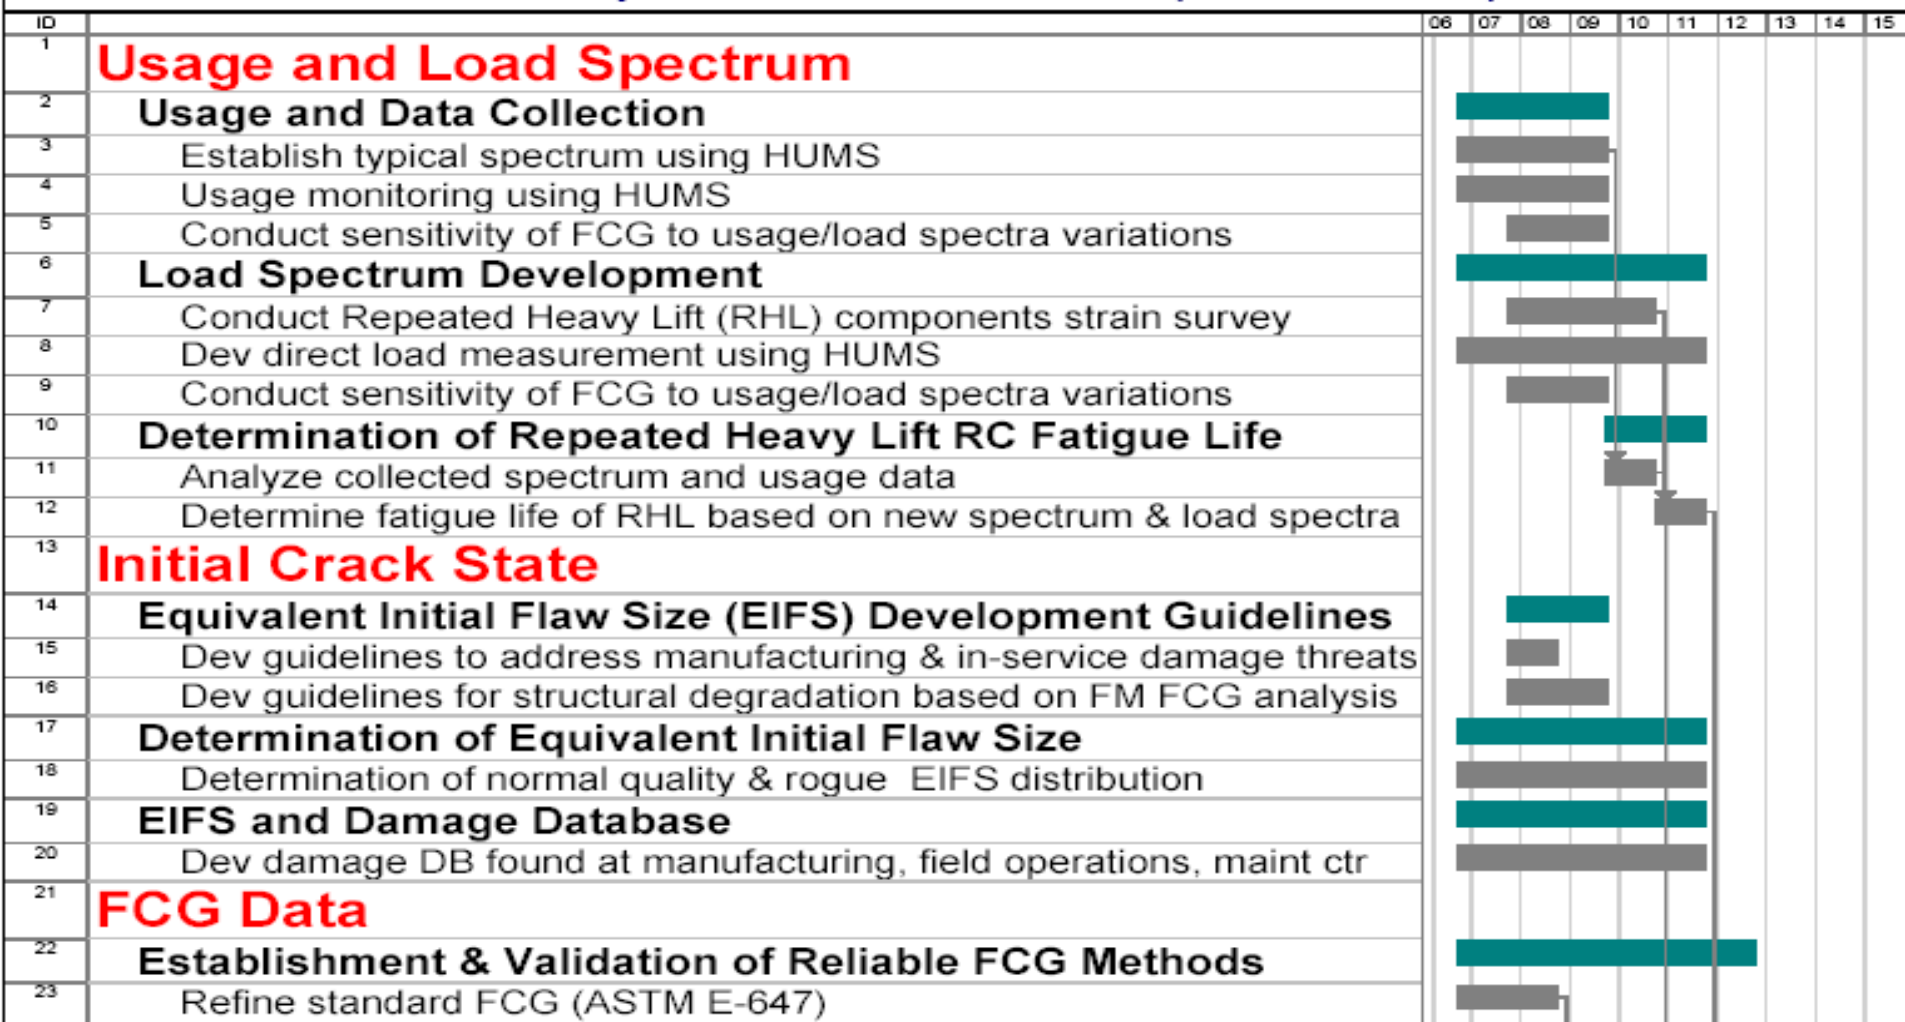 ID 06 07 08 09 10 11 12 13 14 15
1 Usage and Load Spectrum
2 Usage and Data Collection
3 Establish typical spectrum using HUMS
4 Usage monitoring using HUMS
5 Conduct sensitivity of FCG to usage/load spectra variations
6 Load Spectrum Development
7 Conduct Repeated Heavy Lift (RHL) components strain survey
8 Dev direct load measurement using HUMS
9 Conduct sensitivity of FCG to usage/load spectra variations
10 Determination of Repeated Heavy Lift RC Fatigue Life
11 Analyze collected spectrum and usage data
12 Determine fatigue life of RHL based on new spectrum & load spectra
13 Initial Crack State
14 Equivalent Initial Flaw Size (EIFS) Development Guidelines
15 Dev guidelines to address manufacturing & in-service damage threats
16 Dev guidelines for structural degradation based on FM FCG analysis
17 Determination of Equivalent Initial Flaw Size
18 Determination of normal quality & rogue EIFS distribution
19 EIFS and Damage Database
20 Dev damage DB found at manufacturing, field operations, maint ctr
21 FCG Data
22 Establishment & Validation of Reliable FCG Methods
23 Refine standard FCG (ASTM E-647)